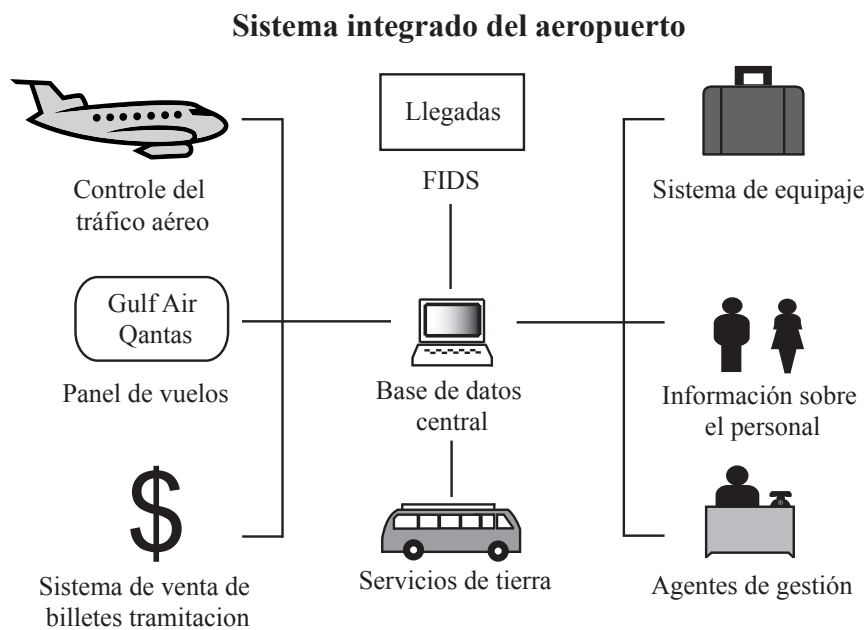 Sistema integrado del aeropuerto
Controle del
tráfico aéreo
Llegadas
FIDS
Sistema de equipaje
Gulf Air
Qantas
Panel de vuelos
Base de datos
central
Información sobre
el personal
$
Sistema de venta de
billetes tramitacion
Servicios de tierra
Agentes de gestión